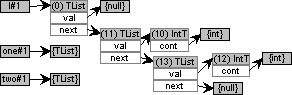 l#1
(0) TList
val
next
{null}
(11) TList
val
next
(10) IntT
cont
{int}
one#1
{TList}
(13) TList
val
next
(12) IntT
cont
{int}
two#1
{TList}
{null}